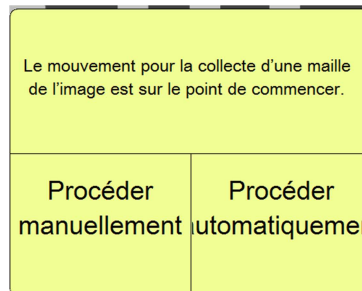 Le mouvement pour la collecte d'une maille
de l'image est sur le point de commencer.
Procéder
manuellement
Procéder
utomatiqueme